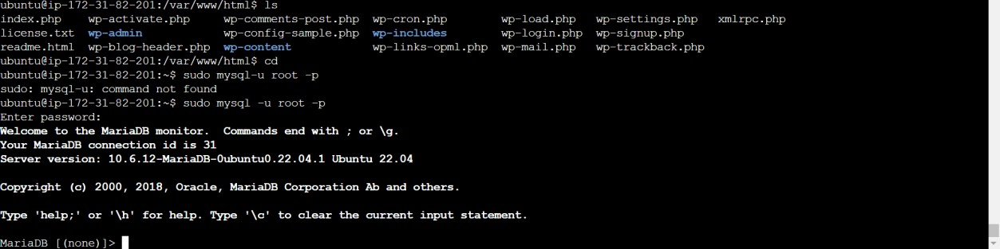 ubuntu@ip-172-31-82-201:/var/www/html$ ls
index.php    wp-activate.php     wp-comments-post.php  wp-cron.php        wp-load.php   wp-settings.php   xmlrpc.php
license.txt  wp-admin            wp-config-sample.php  wp-includes        wp-login.php  wp-signup.php
readme.html  wp-blog-header.php  wp-content            wp-links-opml.php  wp-mail.php   wp-trackback.php
ubuntu@ip-172-31-82-201:/var/www/html$ cd
ubuntu@ip-172-31-82-201:~$ sudo mysql-u root -p
sudo: mysql-u: command not found
ubuntu@ip-172-31-82-201:~$ sudo mysql -u root -p
Enter password:
Welcome to the MariaDB monitor.  Commands end with ; or \g.
Your MariaDB connection id is 31
Server version: 10.6.12-MariaDB-0ubuntu0.22.04.1 Ubuntu 22.04
Copyright (c) 2000, 2018, Oracle, MariaDB Corporation Ab and others.
Type 'help;' or '\h' for help. Type '\c' to clear the current input statement.
MariaDB [(none)]>